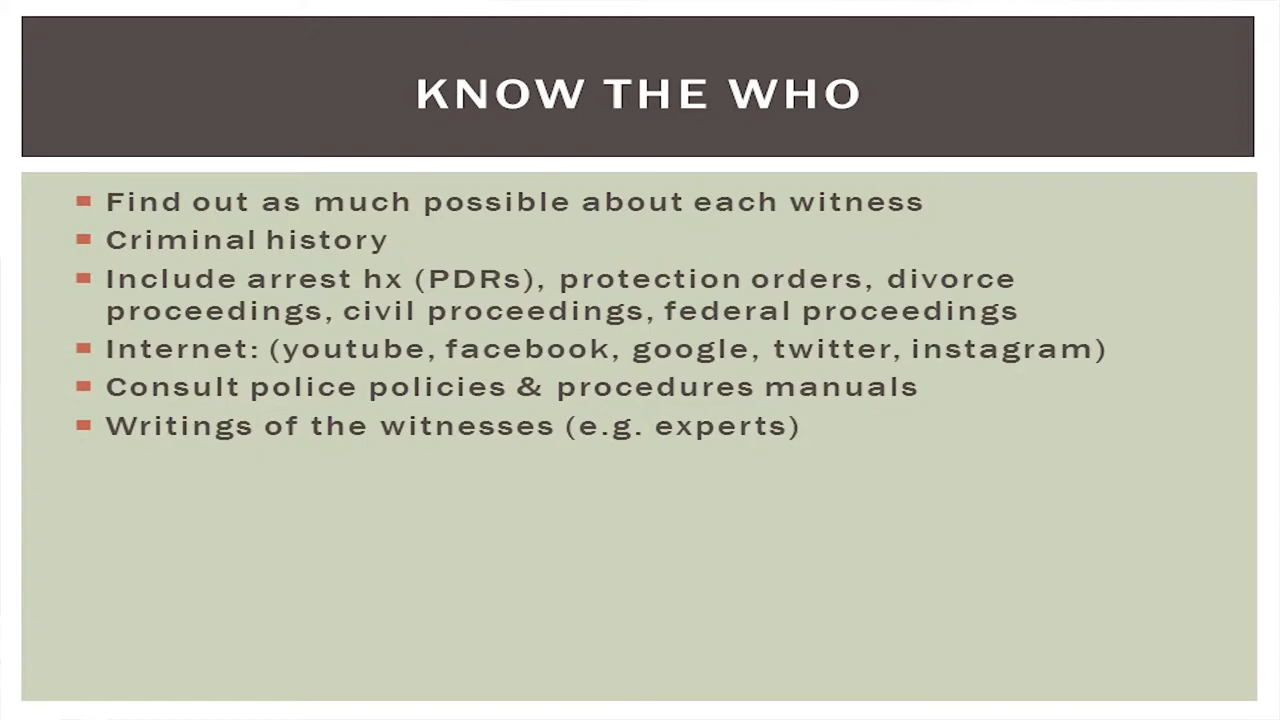 KNOW THE WHO
Find out as much possible about each witness
Criminal history
Include arrest hx (PDRs), protection orders, divorce
proceedings, civil proceedings, federal proceedings
Internet: (youtube, facebook, google, twitter, instagram)
Consult police policies & procedures manuals
Writings of the witnesses (e.g. experts)